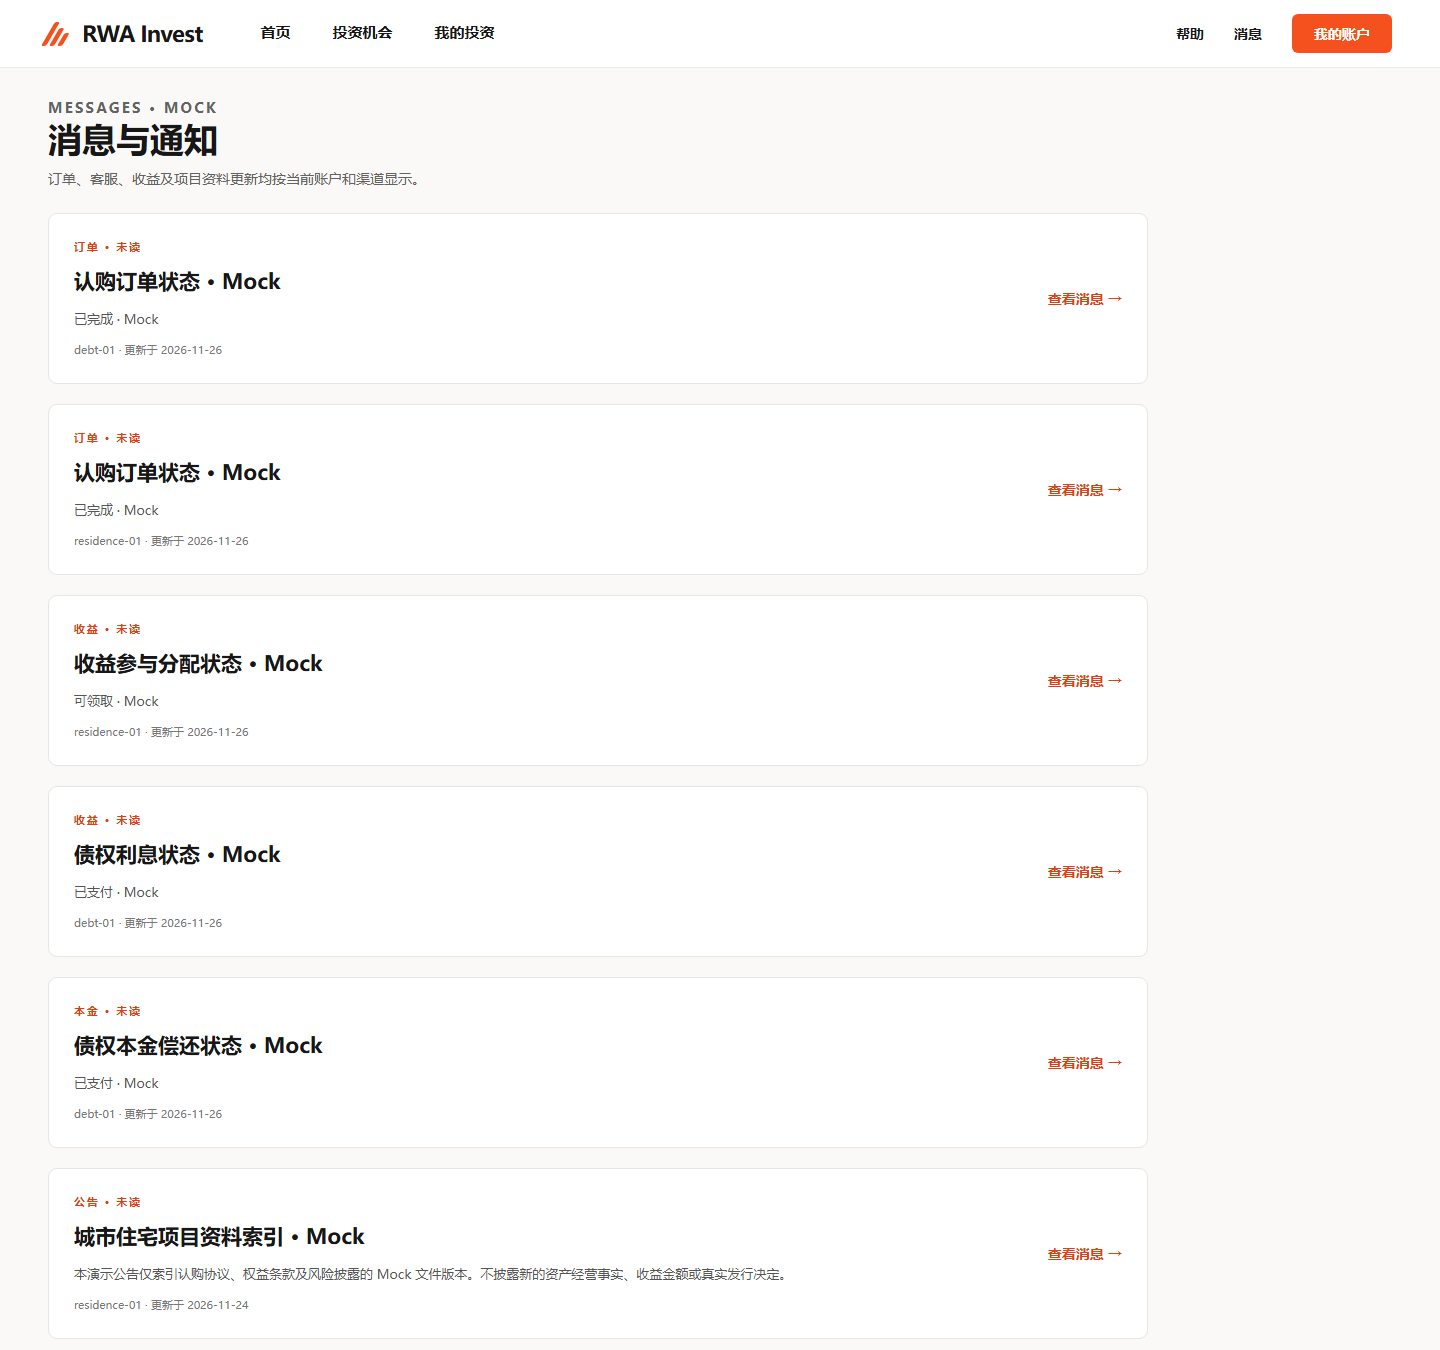 RWA Invest 首页 投资机会 我的投资 帮助 消息 我的账户
MESSAGES • MOCK
消息与通知
订单、客服、收益及项目资料更新均按当前账户和渠道显示。
订单 • 未读
认购订单状态 • Mock
已完成 · Mock
debt-01 · 更新于 2026-11-26
查看消息 →
订单 • 未读
认购订单状态 • Mock
已完成 · Mock
residence-01 · 更新于 2026-11-26
查看消息 →
收益 • 未读
收益参与分配状态 • Mock
可领取 · Mock
residence-01 · 更新于 2026-11-26
查看消息 →
收益 • 未读
债权利息状态 • Mock
已支付 · Mock
debt-01 · 更新于 2026-11-26
查看消息 →
本金 • 未读
债权本金偿还状态 • Mock
已支付 · Mock
debt-01 · 更新于 2026-11-26
查看消息 →
公告 • 未读
城市住宅项目资料索引 • Mock
本演示公告仅索引认购协议、权益条款及风险披露的 Mock 文件版本。不披露新的资产经营事实、收益金额或真实发行决定。
residence-01 · 更新于 2026-11-24
查看消息 →